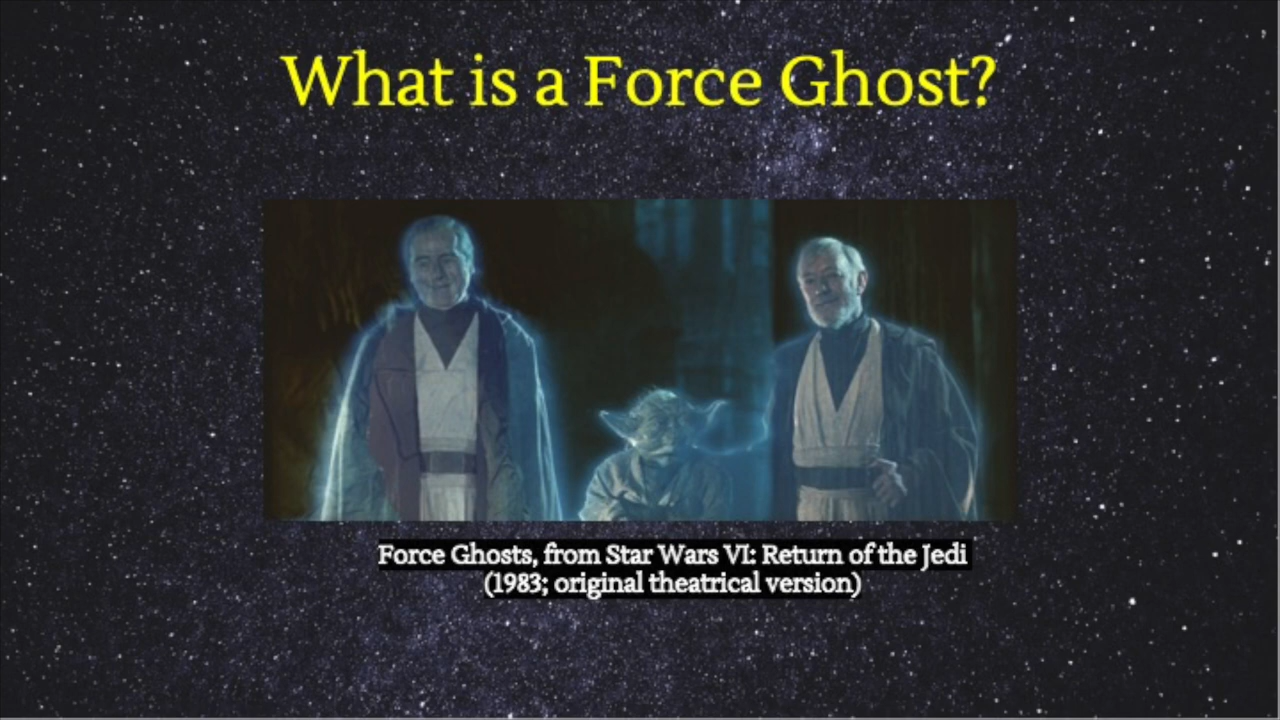 What is a Force Ghost?
Force Ghosts, from Star Wars VI: Return of the Jedi
(1983; original theatrical version)